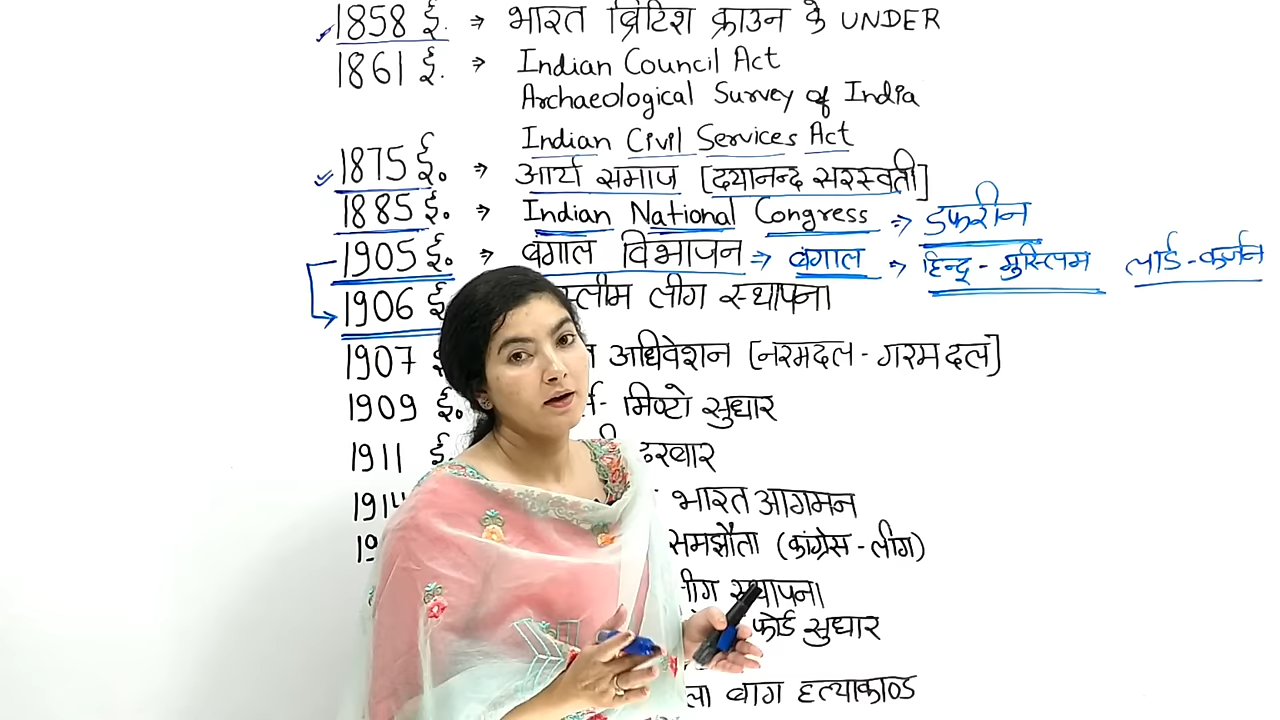 1858 ई. → भारत ब्रिटिश क्राउन के UNDER
1861 ई. → Indian Council Act
Archaeological Survey of India
Indian Civil Services Act
1875 ई. → आर्य समाज [दयानन्द सरस्वती]
1885 ई. → Indian National Congress → डफरीन
1905 ई. → बंगाल विभाजन → बंगाल → हिन्दू - मुस्लिम लार्ड-कर्जन
1906 स्लीम लीग स्थापना
1907 अधिवेशन [नरमदल - गरमदल]
1909 ई. - मिण्टो सुधार
1911 ई. दरबार
भारत आगमन
समझौता (कांग्रेस - लीग)
लीग स्थापना
फोर्ड सुधार
ला बाग हत्याकाण्ड